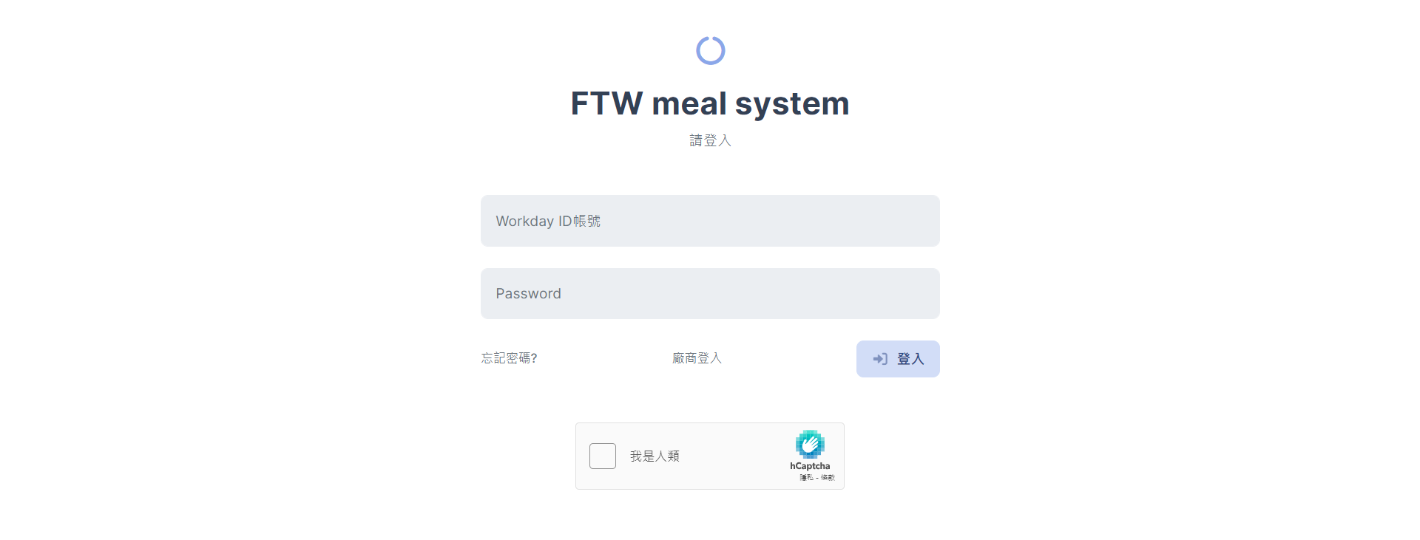 FTW meal system
請登入
Workday ID帳號
Password
忘記密碼?
廠商登入
登入
我是人類
hCaptcha
隱私 - 條款